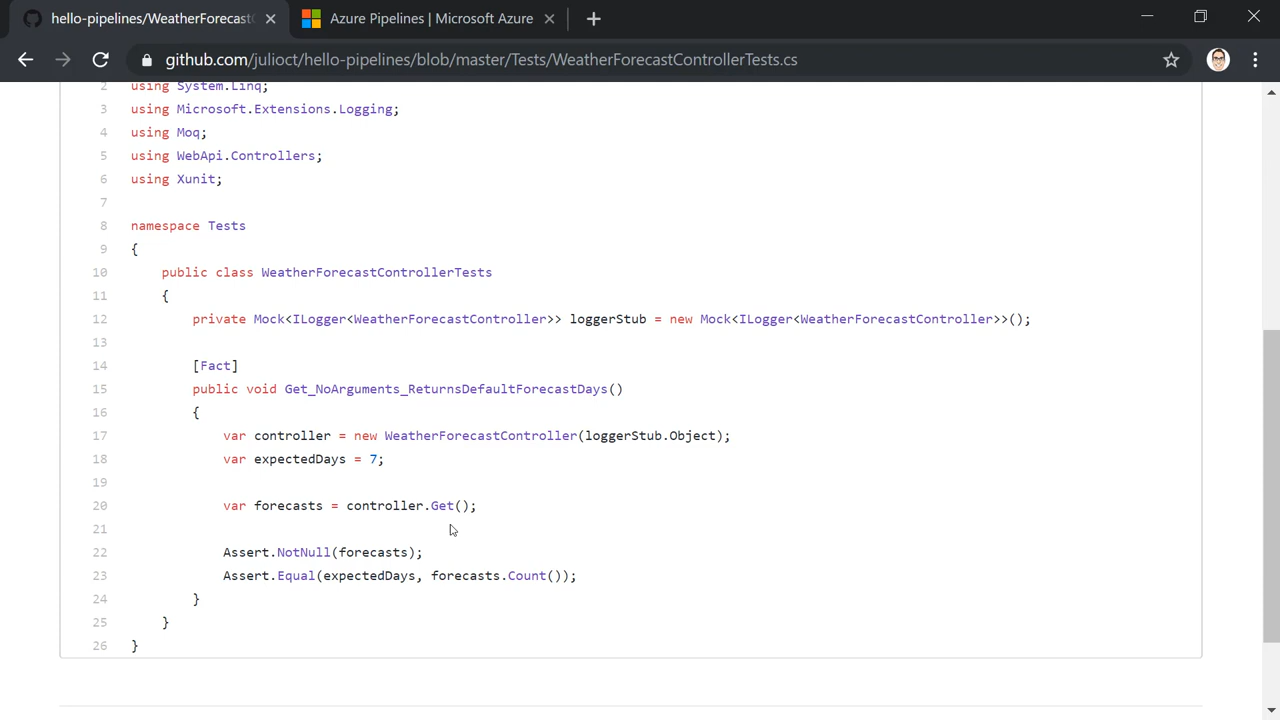 hello-pipelines/WeatherForecast
Azure Pipelines | Microsoft Azure
github.com/julioct/hello-pipelines/blob/master/Tests/WeatherForecastControllerTests.cs
2 using System.Linq;
3 using Microsoft.Extensions.Logging;
4 using Moq;
5 using WebApi.Controllers;
6 using Xunit;
7
8 namespace Tests
9 {
10 public class WeatherForecastControllerTests
11 {
12 private Mock<ILogger<WeatherForecastController>> loggerStub = new Mock<ILogger<WeatherForecastController>>();
13
14 [Fact]
15 public void Get_NoArguments_ReturnsDefaultForecastDays()
16 {
17 var controller = new WeatherForecastController(loggerStub.Object);
18 var expectedDays = 7;
19
20 var forecasts = controller.Get();
21
22 Assert.NotNull(forecasts);
23 Assert.Equal(expectedDays, forecasts.Count());
24 }
25 }
26 }